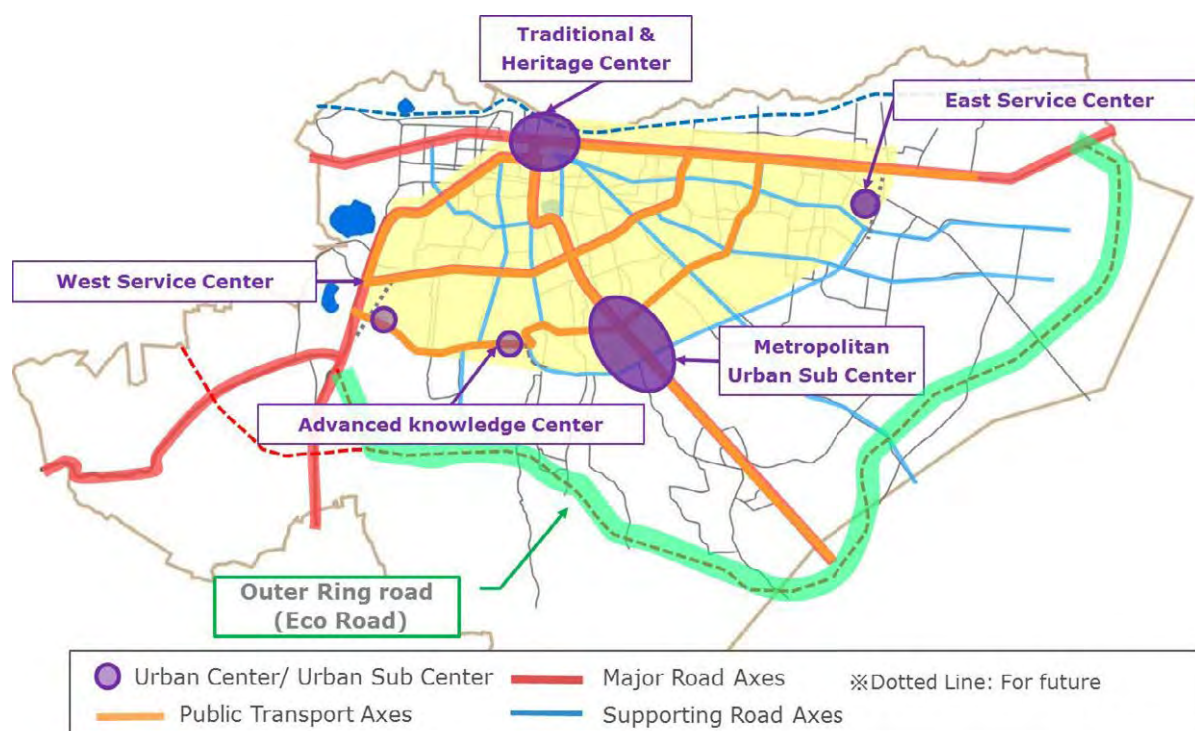 Traditional &
Heritage Center
East Service Center
West Service Center
Metropolitan
Urban Sub Center
Advanced knowledge Center
Outer Ring road
(Eco Road)
Urban Center/ Urban Sub Center
Major Road Axes
※Dotted Line: For future
Public Transport Axes
Supporting Road Axes